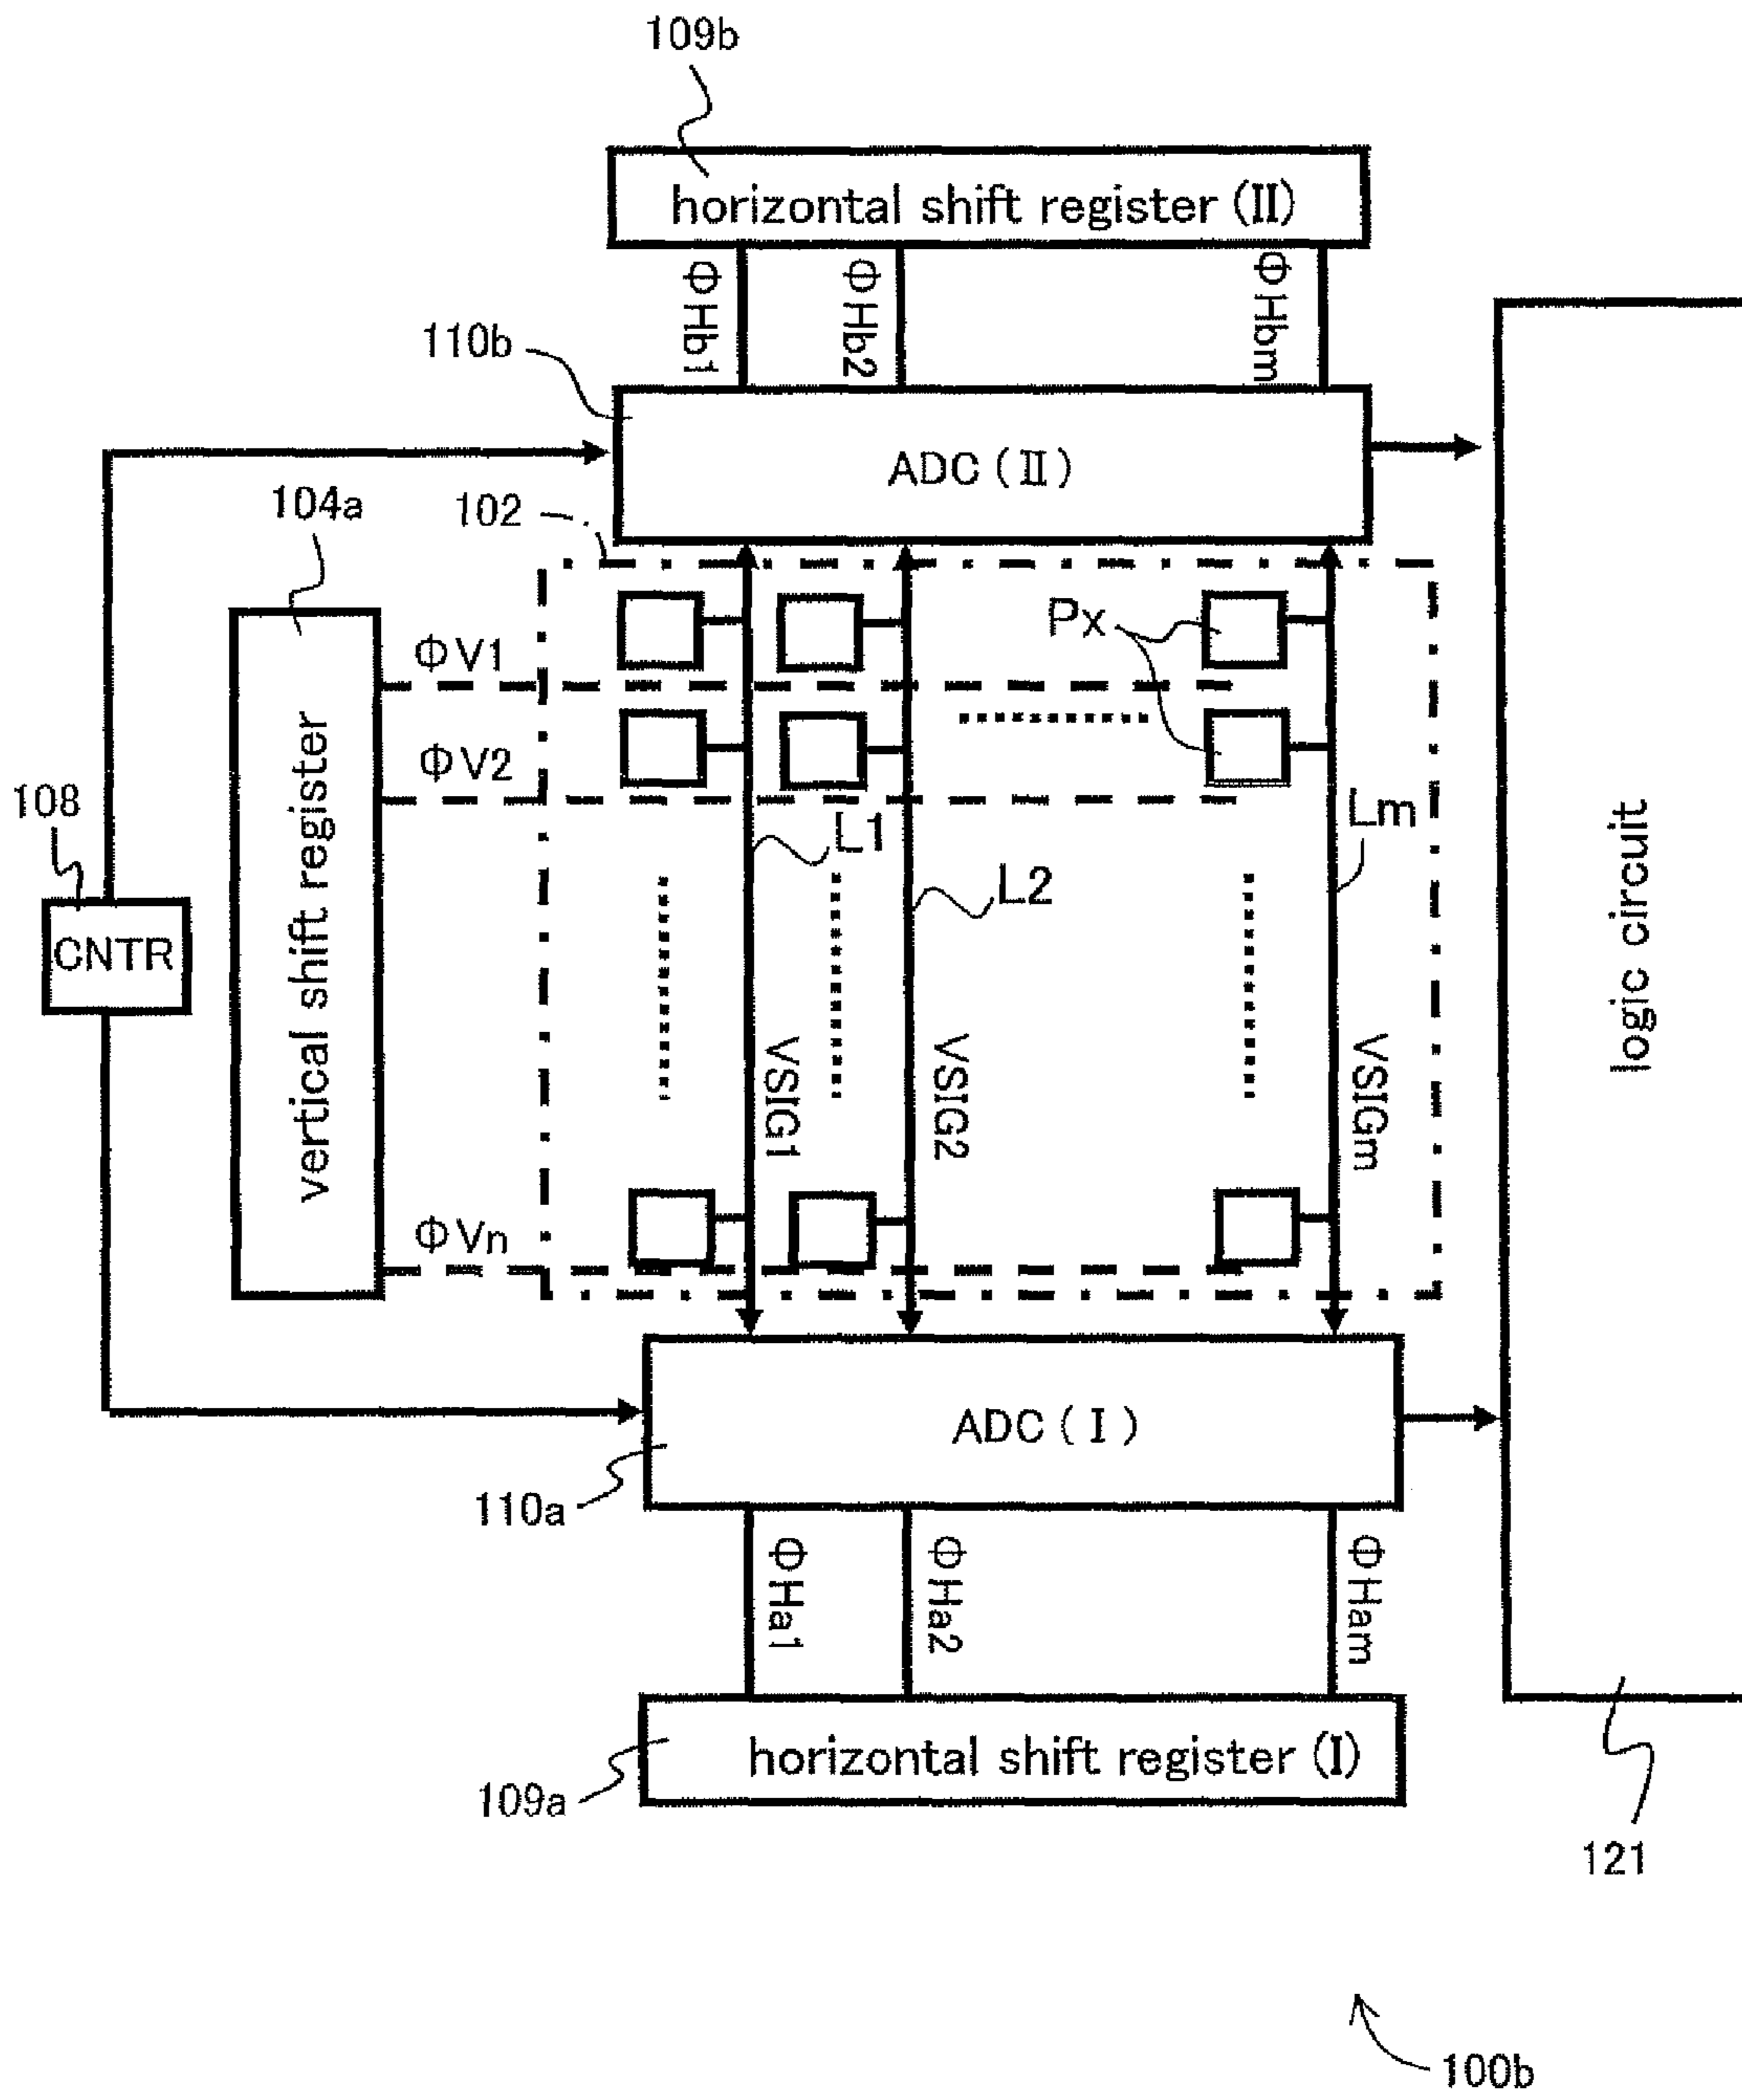 109b
horizontal shift register (II)
ΦHb1
ΦHb2
ΦHbm
110b
ADC (II)
104a
102
Px
ΦV1
ΦV2
108
CNTR
vertical shift register
L1
L2
Lm
logic circuit
VSIG1
VSIG2
VSIGm
ΦVn
ADC (I)
110a
ΦHa1
ΦHa2
ΦHam
horizontal shift register (I)
109a
121
100b